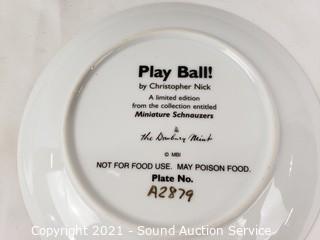 Play Ball!
by Christopher Nick
A limited edition
from the collection entitled
Miniature Schnauzers
&
the Danbury Mint
© MBI
NOT FOR FOOD USE. MAY POISON FOOD.
Plate No.
A2879
Copyright 2021 - Sound Auction Service